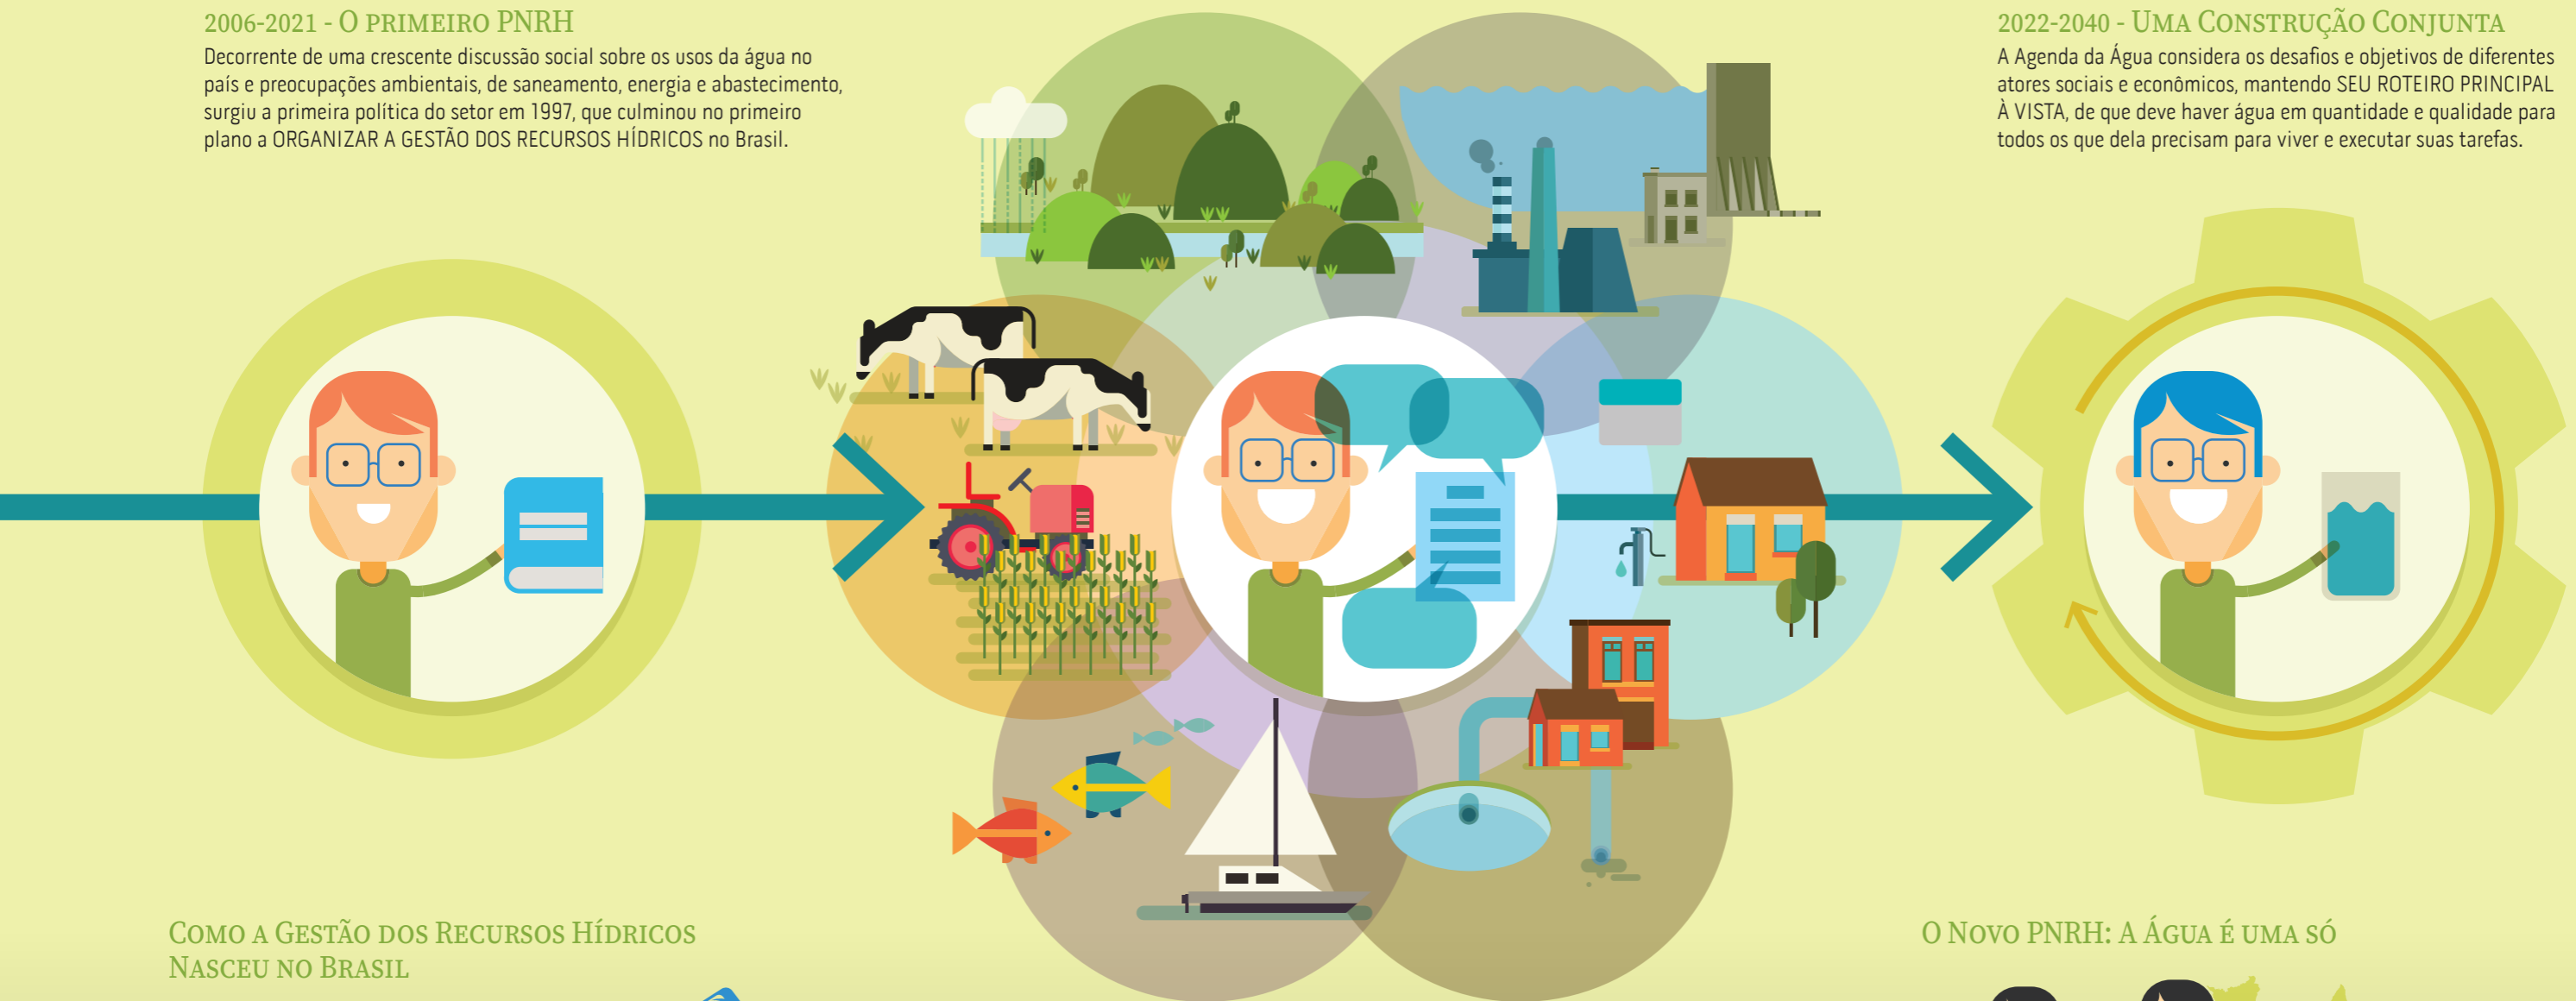 2006-2021 - O PRIMEIRO PNRH
Decorrente de uma crescente discussão social sobre os usos da água no
país e preocupações ambientais, de saneamento, energia e abastecimento,
surgiu a primeira política do setor em 1997, que culminou no primeiro
plano a ORGANIZAR A GESTÃO DOS RECURSOS HÍDRICOS no Brasil.
2022-2040 - UMA CONSTRUÇÃO CONJUNTA
A Agenda da Água considera os desafios e objetivos de diferentes
atores sociais e econômicos, mantendo SEU ROTEIRO PRINCIPAL
À VISTA, de que deve haver água em quantidade e qualidade para
todos os que dela precisam para viver e executar suas tarefas.
COMO A GESTÃO DOS RECURSOS HÍDRICOS
NASCEU NO BRASIL
O NOVO PNRH: A ÁGUA É UMA SÓ